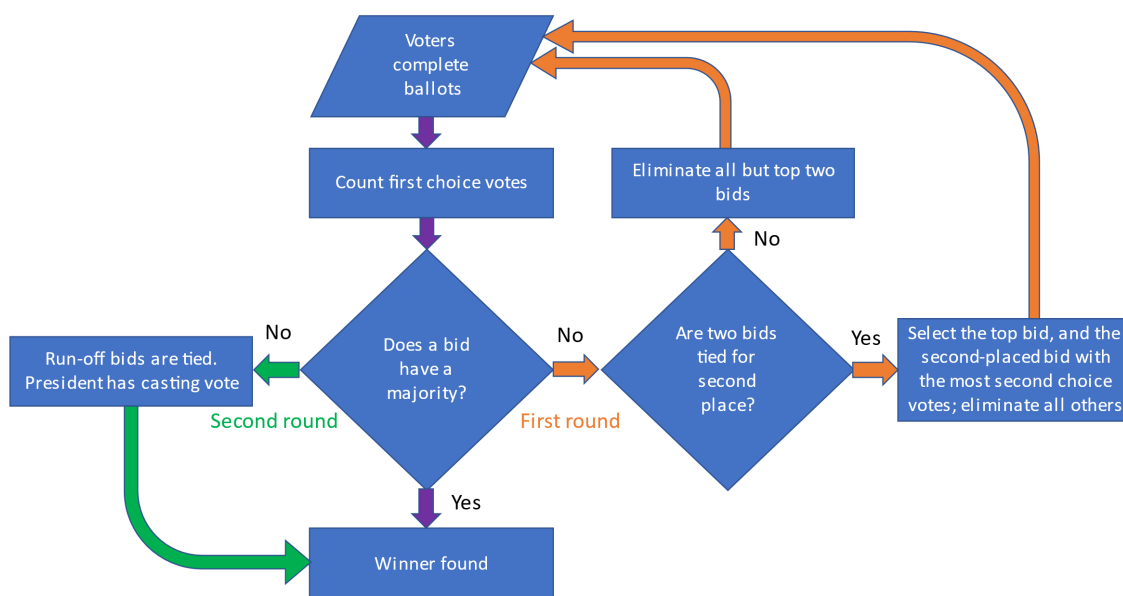 Voters
complete
ballots
Count first choice votes
Eliminate all but top two
bids
No
No
No
Yes
Does a bid
have a
majority?
Are two bids
tied for
second
place?
Run-off bids are tied.
President has casting vote
Select the top bid, and the
second-placed bid with
the most second choice
votes; eliminate all others
Second round
First round
Yes
Winner found